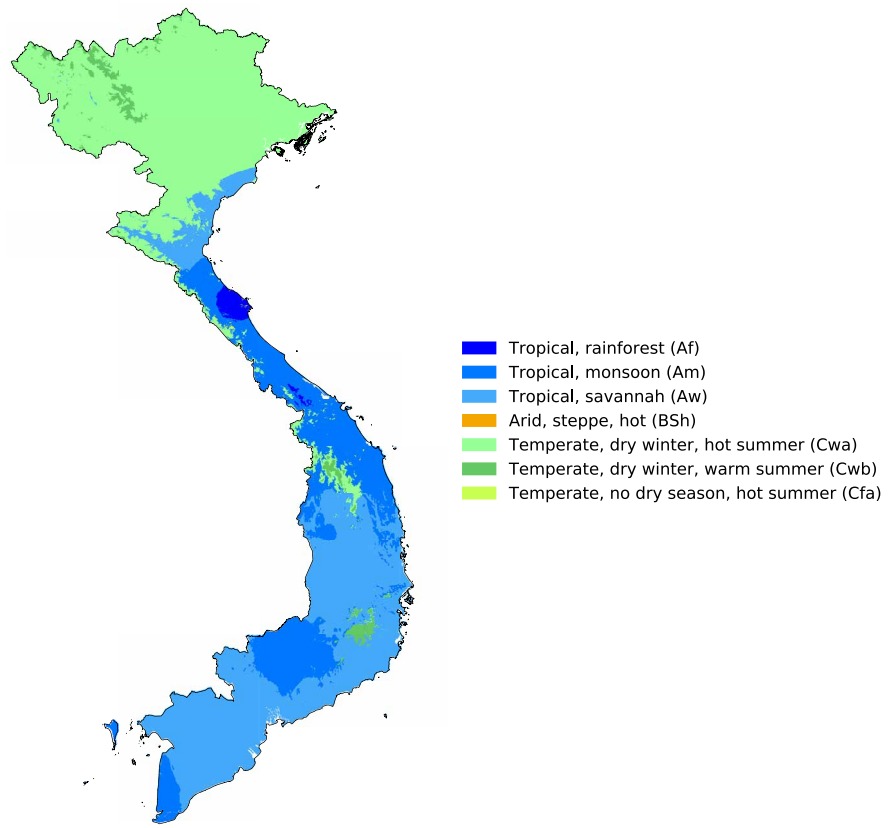 Tropical, rainforest (Af)
Tropical, monsoon (Am)
Tropical, savannah (Aw)
Arid, steppe, hot (BSh)
Temperate, dry winter, hot summer (Cwa)
Temperate, dry winter, warm summer (Cwb)
Temperate, no dry season, hot summer (Cfa)